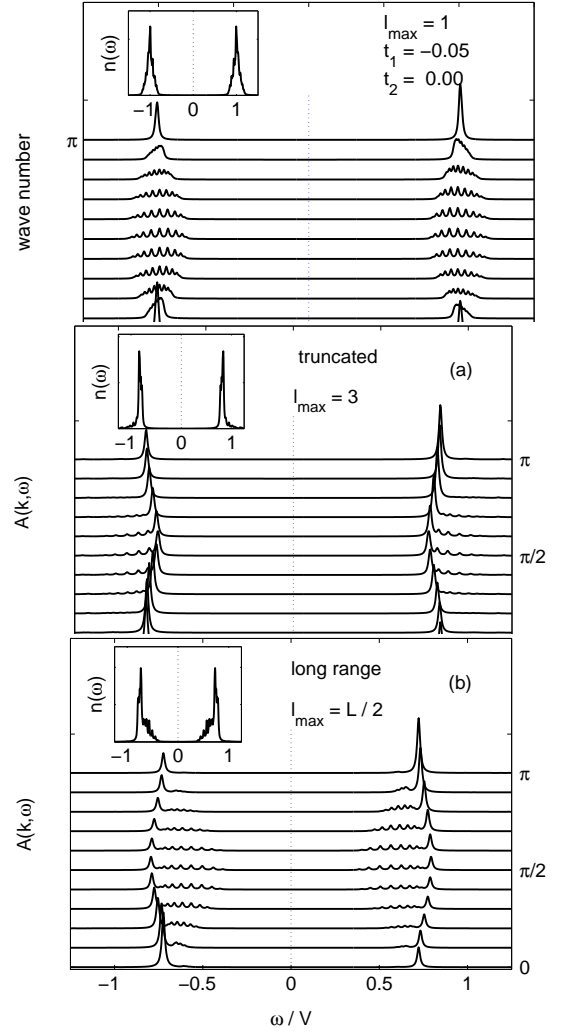 n(ω)
−1 0 1
l_max = 1
t_1 = −0.05
t_2 = 0.00
π
wave number
n(ω)
−1 0 1
truncated
(a)
l_max = 3
π
π/2
A(k,ω)
n(ω)
−1 0 1
long range
(b)
l_max = L / 2
π
π/2
0
A(k,ω)
−1 −0.5 0 0.5 1
ω / V